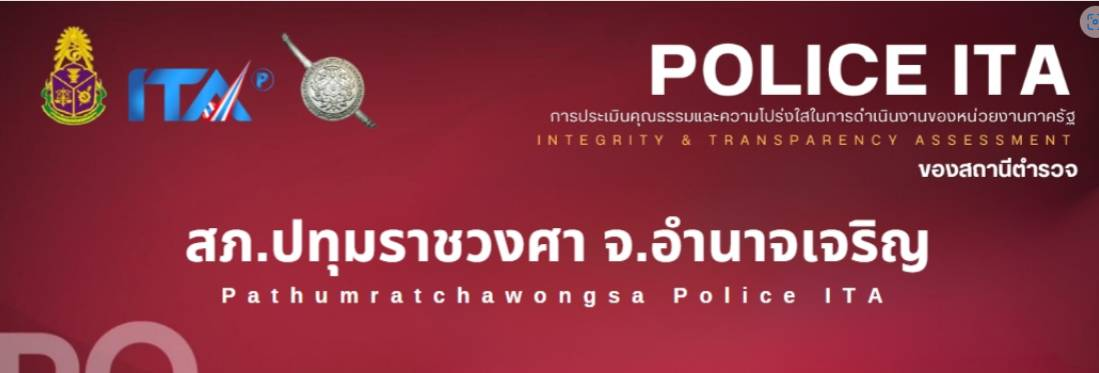 ITA P
POLICE ITA
การประเมินคุณธรรมและความโปร่งใสในการดำเนินงานของหน่วยงานภาครัฐ
INTEGRITY & TRANSPARENCY ASSESSMENT
ของสถานีตำรวจ
สภ.ปทุมราชวงศา จ.อำนาจเจริญ
Pathumratchawongsa Police ITA
PO